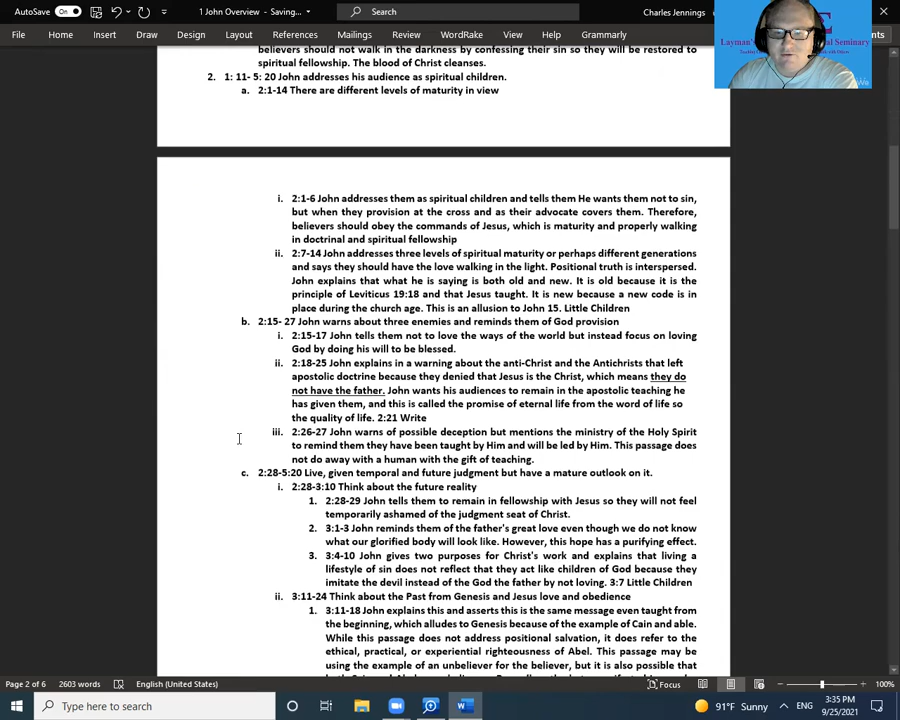 AutoSave On 1 John Overview - Saving... Search Charles Jennings
File Home Insert Draw Design Layout References Mailings Review WordRake View Help Grammarly
Layman's Seminary
believers should not walk in the darkness by confessing their sin so they will be restored to
spiritual fellowship. The blood of Christ cleanses.
2. 1: 11- 5: 20 John addresses his audience as spiritual children.
a. 2:1-14 There are different levels of maturity in view
i. 2:1-6 John addresses them as spiritual children and tells them He wants them not to sin,
but when they provision at the cross and as their advocate covers them. Therefore,
believers should obey the commands of Jesus, which is maturity and properly walking
in doctrinal and spiritual fellowship
ii. 2:7-14 John addresses three levels of spiritual maturity or perhaps different generations
and says they should have the love walking in the light. Positional truth is interspersed.
John explains that what he is saying is both old and new. It is old because it is the
principle of Leviticus 19:18 and that Jesus taught. It is new because a new code is in
place during the church age. This is an allusion to John 15. Little Children
b. 2:15- 27 John warns about three enemies and reminds them of God provision
i. 2:15-17 John tells them not to love the ways of the world but instead focus on loving
God by doing his will to be blessed.
ii. 2:18-25 John explains in a warning about the anti-Christ and the Antichrists that left
apostolic doctrine because they denied that Jesus is the Christ, which means they do
not have the father. John wants his audiences to remain in the apostolic teaching he
has given them, and this is called the promise of eternal life from the word of life so
the quality of life. 2:21 Write
iii. 2:26-27 John warns of possible deception but mentions the ministry of the Holy Spirit
to remind them they have been taught by Him and will be led by Him. This passage does
not do away with a human with the gift of teaching.
c. 2:28-5:20 Live, given temporal and future judgment but have a mature outlook on it.
i. 2:28-3:10 Think about the future reality
1. 2:28-29 John tells them to remain in fellowship with Jesus so they will not feel
temporarily ashamed of the judgment seat of Christ.
2. 3:1-3 John reminds them of the father's great love even though we do not know
what our glorified body will look like. However, this hope has a purifying effect.
3. 3:4-10 John gives two purposes for Christ's work and explains that living a
lifestyle of sin does not reflect that they act like children of God because they
imitate the devil instead of the God the father by not loving. 3:7 Little Children
ii. 3:11-24 Think about the Past from Genesis and Jesus love and obedience
1. 3:11-18 John explains this and asserts this is the same message even taught from
the beginning, which alludes to Genesis because of the example of Cain and able.
While this passage does not address positional salvation, it does refer to the
ethical, practical, or experiential righteousness of Abel. This passage may be
using the example of an unbeliever for the believer, but it is also possible that
Page 2 of 6 2603 words English (United States) Focus 100%
Type here to search 91°F Sunny 3:35 PM
9/25/2021